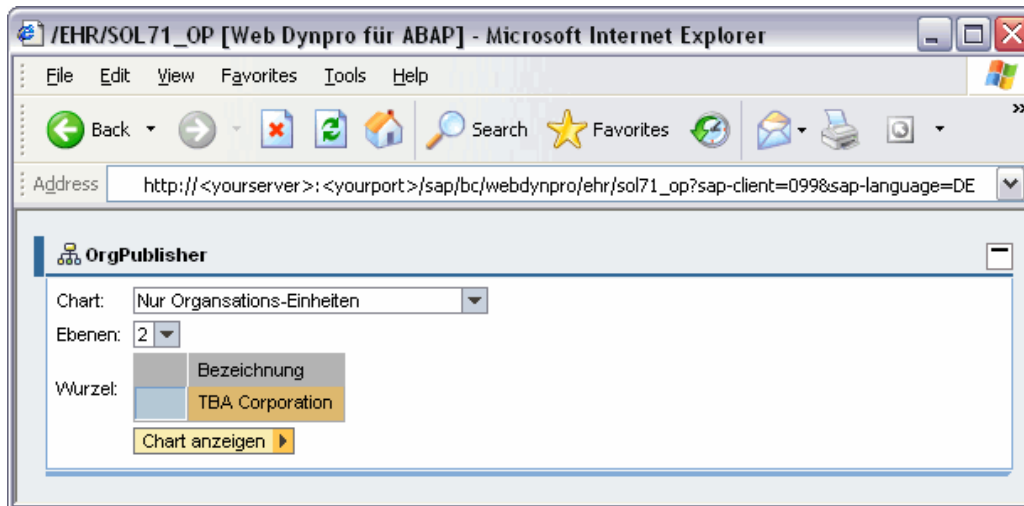 /EHR/SOL71_OP [Web Dynpro für ABAP] - Microsoft Internet Explorer
File Edit View Favorites Tools Help
Back Search Favorites
Address http://<yourserver>:<yourport>/sap/bc/webdynpro/ehr/sol71_op?sap-client=099&sap-language=DE
OrgPublisher
Chart: Nur Organsations-Einheiten
Ebenen: 2
Wurzel: Bezeichnung
TBA Corporation
Chart anzeigen